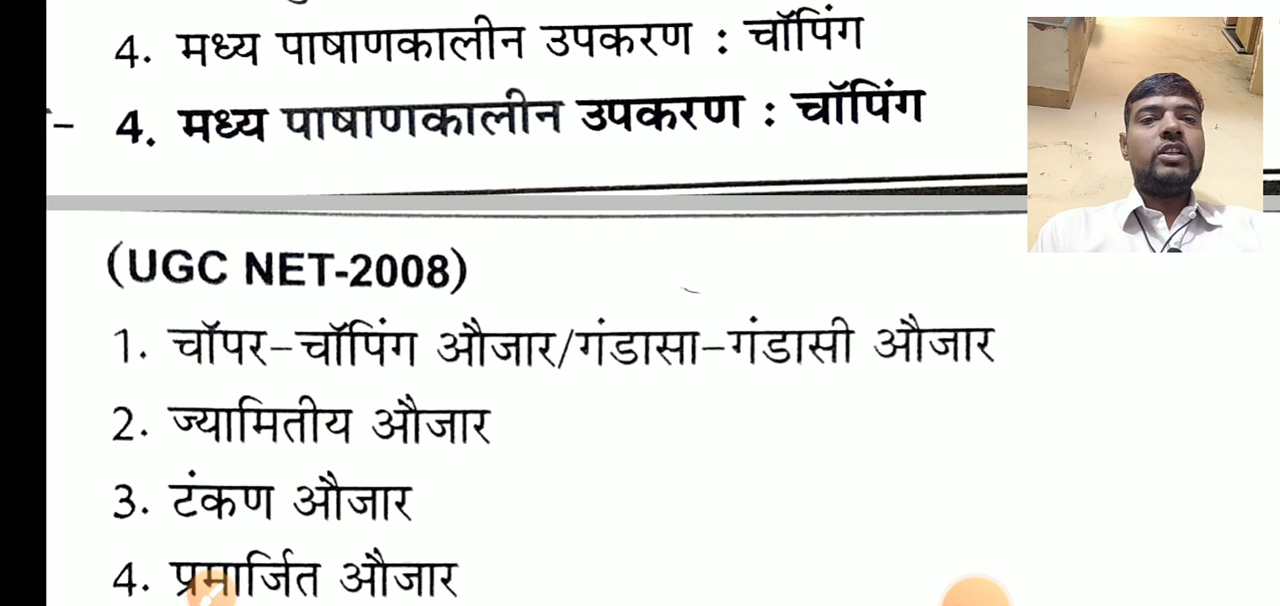 4. मध्य पाषाणकालीन उपकरण : चॉपिंग
- 4. मध्य पाषाणकालीन उपकरण : चॉपिंग
(UGC NET-2008)
1. चॉपर-चॉपिंग औजार/गंडासा-गंडासी औजार
2. ज्यामितीय औजार
3. टंकण औजार
4. प्रमार्जित औजार